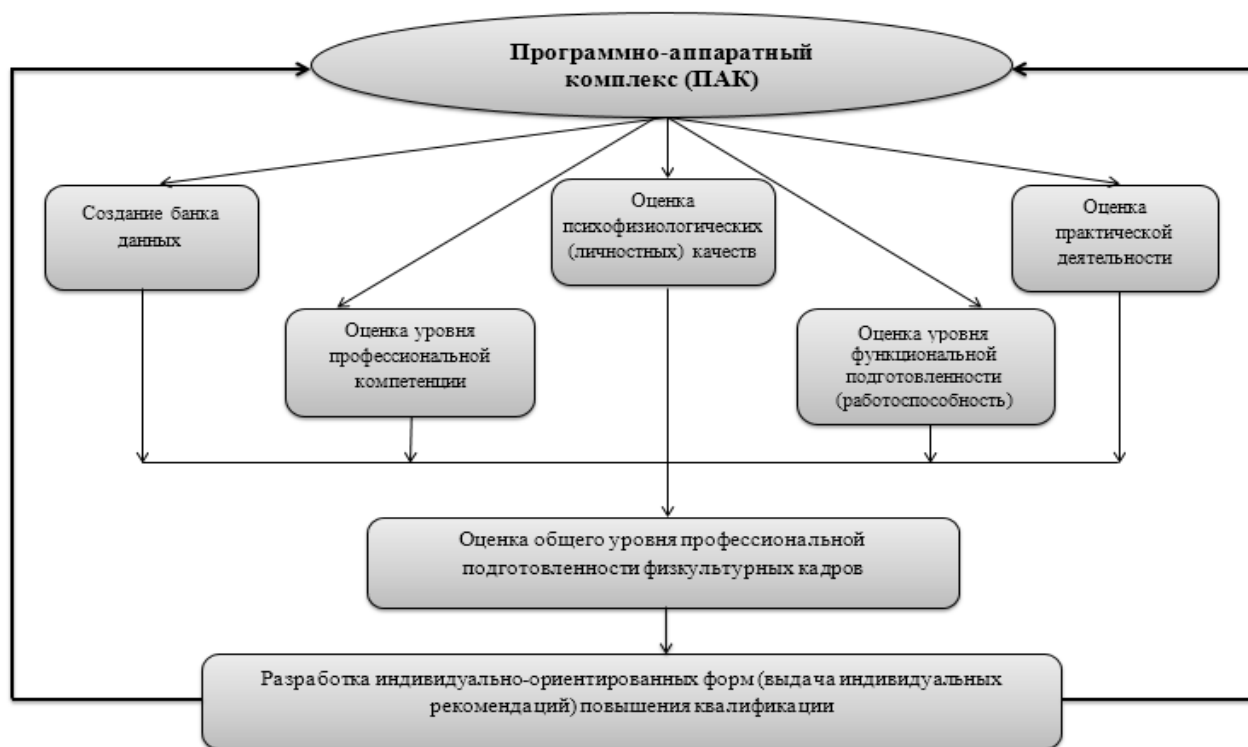 Программно-аппаратный
комплекс (ПАК)
Создание банка
данных
Оценка
психофизиологических
(личностных) качеств
Оценка
практической
деятельности
Оценка уровня
профессиональной
компетенции
Оценка уровня
функциональной
подготовленности
(работоспособность)
Оценка общего уровня профессиональной
подготовленности физкультурных кадров
Разработка индивидуально-ориентированных форм (выдача индивидуальных
рекомендаций) повышения квалификации